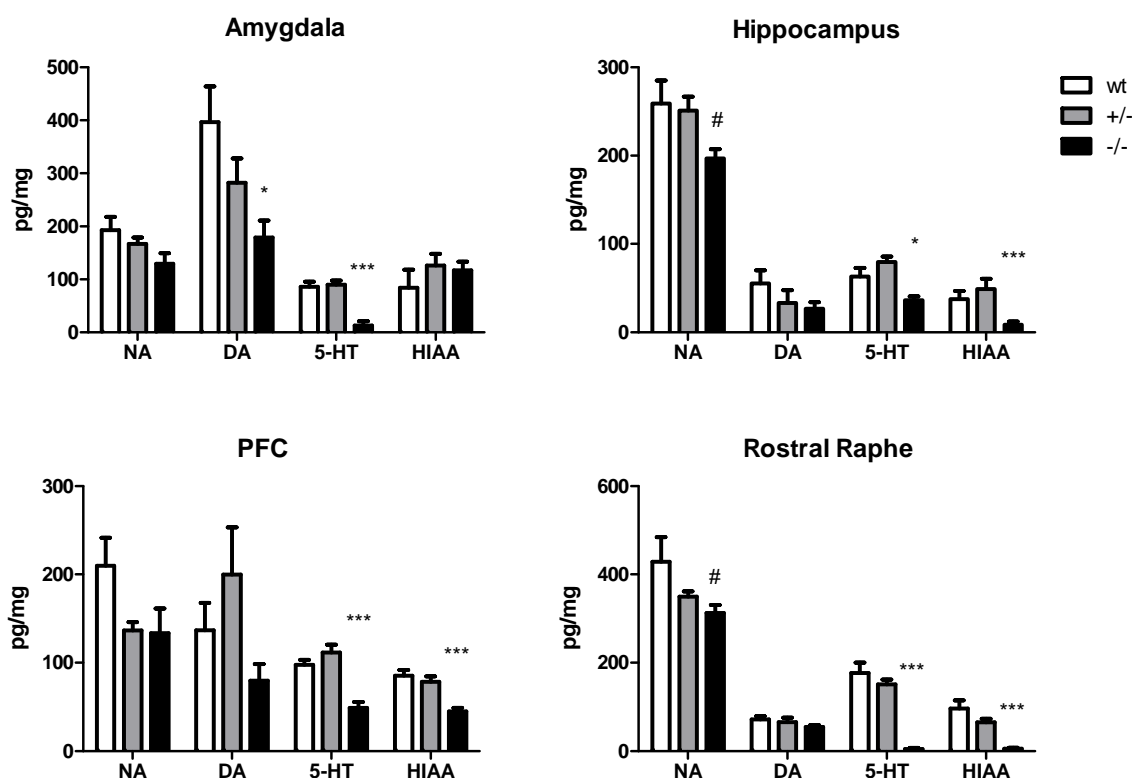 Amygdala
500
400
300
200
100
0
pg/mg
*
***
NA DA 5-HT HIAA
Hippocampus
300
200
100
0
pg/mg
#
*
***
NA DA 5-HT HIAA
wt
+/-
-/-
PFC
300
200
100
0
pg/mg
***
***
NA DA 5-HT HIAA
Rostral Raphe
600
400
200
0
pg/mg
#
***
***
NA DA 5-HT HIAA